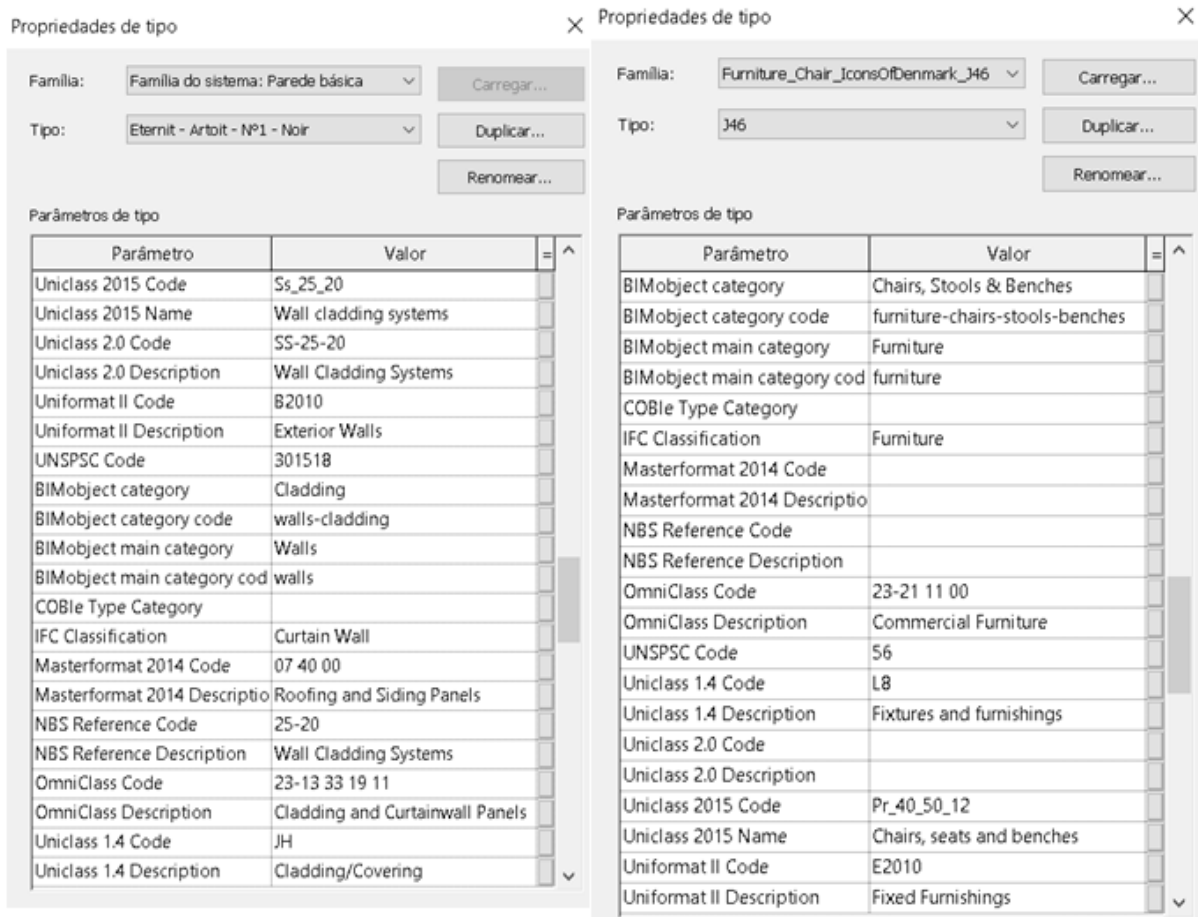 Propriedades de tipo
Família: Família do sistema: Parede básica Carregar...
Tipo: Eternit - Artoit - Nº1 - Noir Duplicar...
Renomear...
Parâmetros de tipo
Parâmetro Valor =
Uniclass 2015 Code Ss_25_20
Uniclass 2015 Name Wall cladding systems
Uniclass 2.0 Code SS-25-20
Uniclass 2.0 Description Wall Cladding Systems
Uniformat II Code B2010
Uniformat II Description Exterior Walls
UNSPSC Code 301518
BIMobject category Cladding
BIMobject category code walls-cladding
BIMobject main category Walls
BIMobject main category cod walls
COBIe Type Category
IFC Classification Curtain Wall
Masterformat 2014 Code 07 40 00
Masterformat 2014 Descriptio Roofing and Siding Panels
NBS Reference Code 25-20
NBS Reference Description Wall Cladding Systems
OmniClass Code 23-13 33 19 11
OmniClass Description Cladding and Curtainwall Panels
Uniclass 1.4 Code JH
Uniclass 1.4 Description Cladding/Covering
Propriedades de tipo
Família: Furniture_Chair_IconsOfDenmark_J46 Carregar...
Tipo: J46 Duplicar...
Renomear...
Parâmetros de tipo
Parâmetro Valor =
BIMobject category Chairs, Stools & Benches
BIMobject category code furniture-chairs-stools-benches
BIMobject main category Furniture
BIMobject main category cod furniture
COBIe Type Category
IFC Classification Furniture
Masterformat 2014 Code
Masterformat 2014 Descriptio
NBS Reference Code
NBS Reference Description
OmniClass Code 23-21 11 00
OmniClass Description Commercial Furniture
UNSPSC Code 56
Uniclass 1.4 Code L8
Uniclass 1.4 Description Fixtures and furnishings
Uniclass 2.0 Code
Uniclass 2.0 Description
Uniclass 2015 Code Pr_40_50_12
Uniclass 2015 Name Chairs, seats and benches
Uniformat II Code E2010
Uniformat II Description Fixed Furnishings